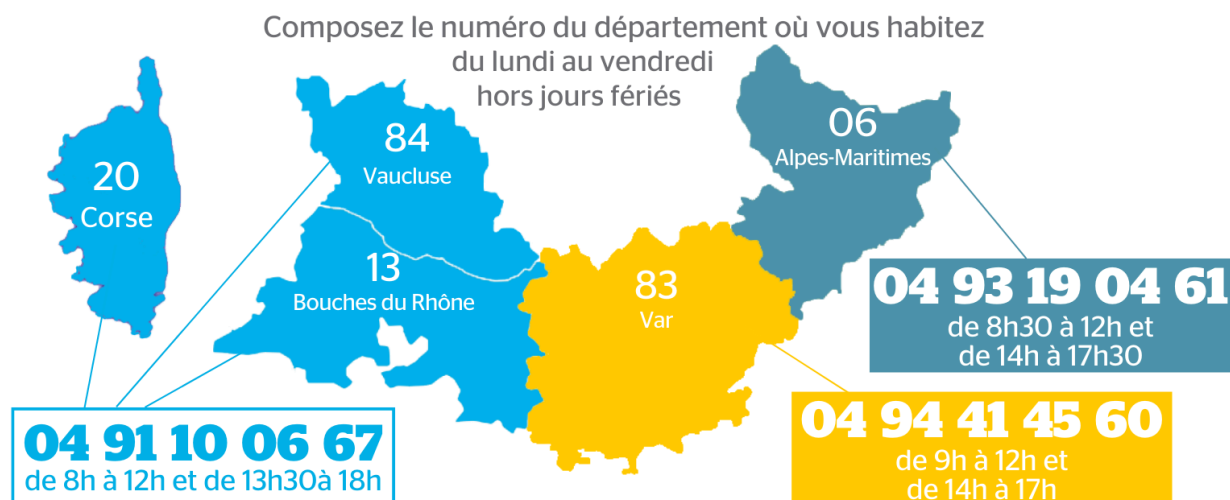 Composez le numéro du département où vous habitez
du lundi au vendredi
hors jours fériés
20
Corse
84
Vaucluse
13
Bouches du Rhône
83
Var
06
Alpes-Maritimes
04 91 10 06 67
de 8h à 12h et de 13h30à 18h
04 94 41 45 60
de 9h à 12h et
de 14h à 17h
04 93 19 04 61
de 8h30 à 12h et
de 14h à 17h30